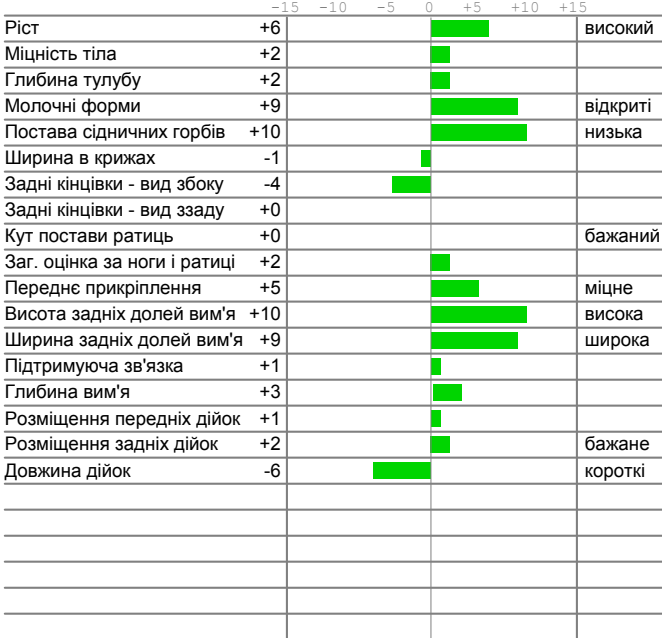 -15 -10 -5 0 +5 +10 +15
Ріст +6 високий
Міцність тіла +2
Глибина тулубу +2
Молочні форми +9 відкриті
Постава сідничних горбів +10 низька
Ширина в крижах -1
Задні кінцівки - вид збоку -4
Задні кінцівки - вид ззаду +0
Кут постави ратиць +0 бажаний
Заг. оцінка за ноги і ратиці +2
Переднє прикріплення +5 міцне
Висота задніх долей вим'я +10 висока
Ширина задніх долей вим'я +9 широка
Підтримуюча зв'язка +1
Глибина вим'я +3
Розміщення передніх дійок +1
Розміщення задніх дійок +2 бажане
Довжина дійок -6 короткі